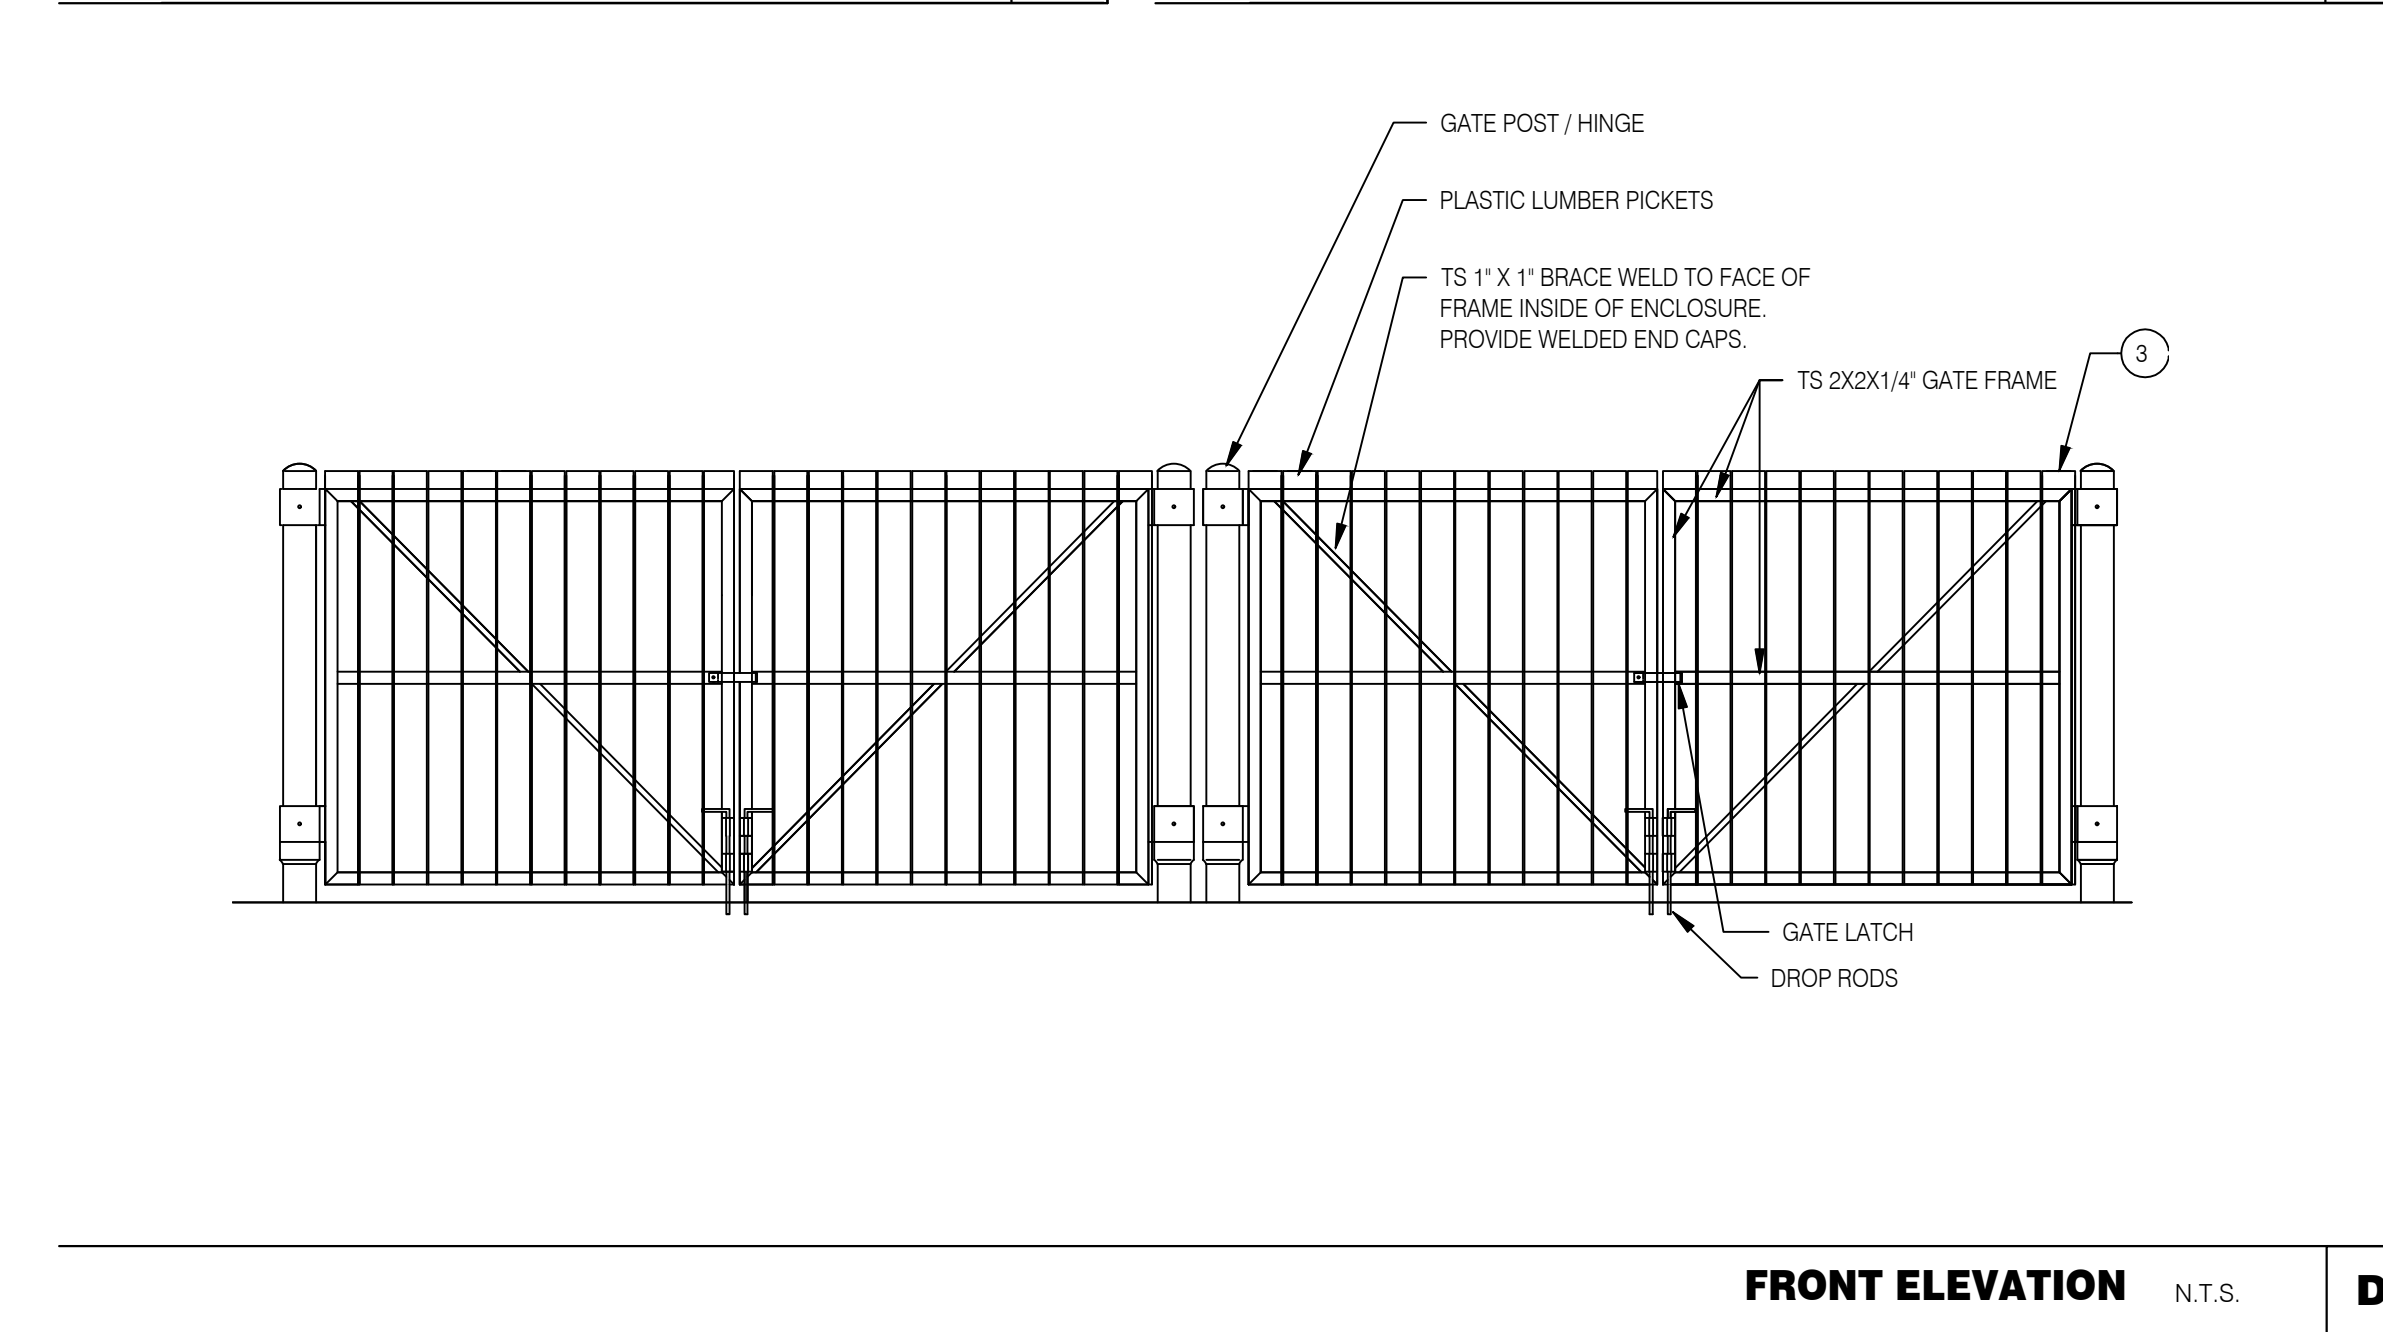 GATE POST / HINGE
PLASTIC LUMBER PICKETS
TS 1" X 1" BRACE WELD TO FACE OF
FRAME INSIDE OF ENCLOSURE.
PROVIDE WELDED END CAPS.
3
TS 2X2X1/4" GATE FRAME
GATE LATCH
DROP RODS
FRONT ELEVATION N.T.S.
D